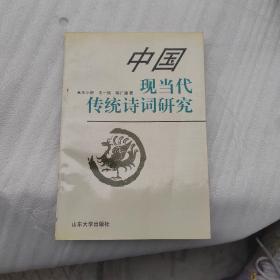 中国
现当代
传统诗词研究
山东大学出版社